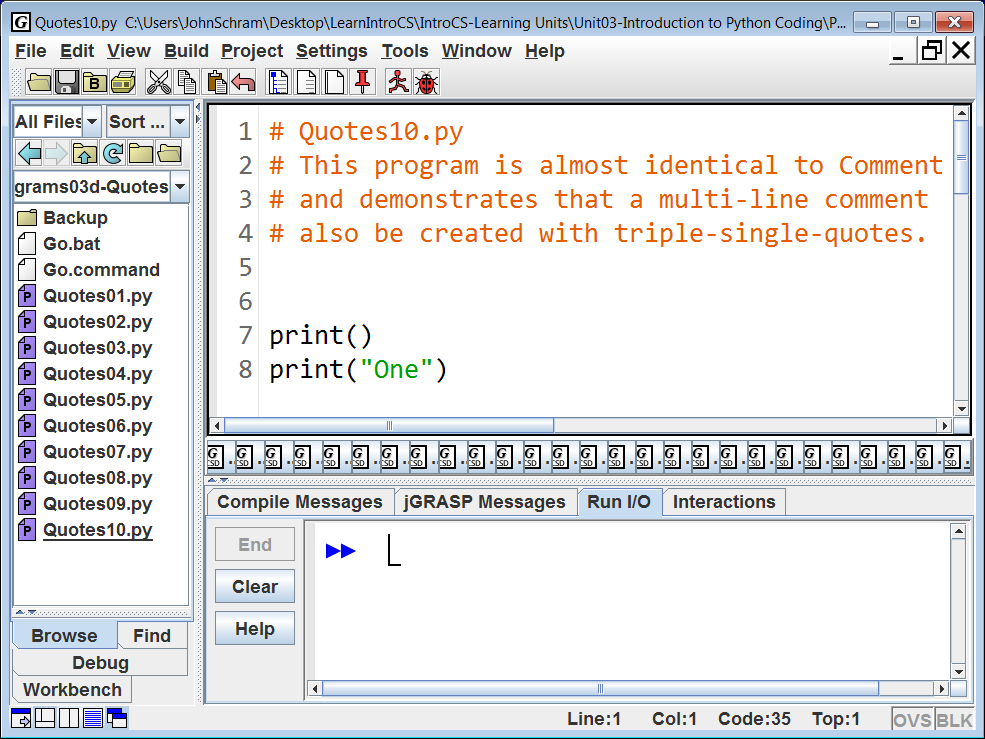 Quotes10.py C:\Users\JohnSchram\Desktop\LearnIntroCS\IntroCS-Learning Units\Unit03-Introduction to Python Coding\P...
File Edit View Build Project Settings Tools Window Help
B
All Files Sort ...
grams03d-Quotes
Backup
Go.bat
Go.command
Quotes01.py
Quotes02.py
Quotes03.py
Quotes04.py
Quotes05.py
Quotes06.py
Quotes07.py
Quotes08.py
Quotes09.py
Quotes10.py
Browse Find
Debug
Workbench
1 # Quotes10.py
2 # This program is almost identical to Comment
3 # and demonstrates that a multi-line comment
4 # also be created with triple-single-quotes.
5
6
7 print()
8 print("One")
Compile Messages jGRASP Messages Run I/O Interactions
End
Clear
Help
Line:1 Col:1 Code:35 Top:1 OVS BLK